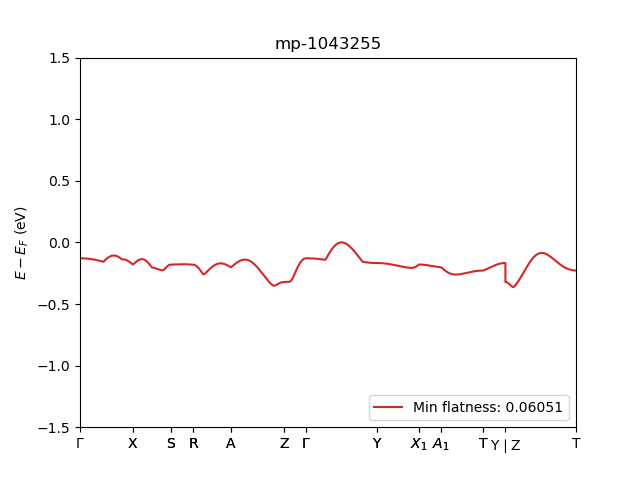 mp-1043255
E − E_F (eV)
1.5
1.0
0.5
0.0
−0.5
−1.0
−1.5
Min flatness: 0.06051
Γ X S R A Z Γ Y X₁ A₁ T Y | Z T